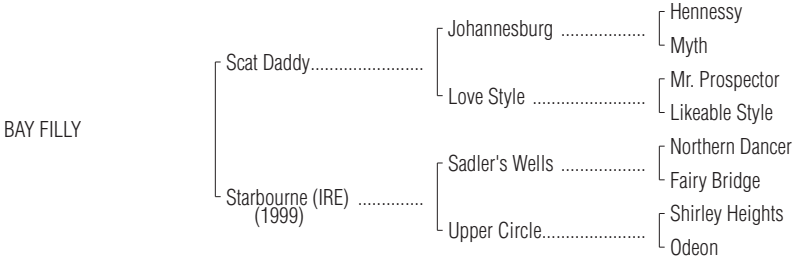 Hennessy
Johannesburg ..................
Myth
Scat Daddy........................
Mr. Prospector
Love Style ........................
Likeable Style
BAY FILLY
Northern Dancer
Sadler's Wells ..................
Fairy Bridge
Starbourne (IRE) ..............
(1999)
Shirley Heights
Upper Circle......................
Odeon